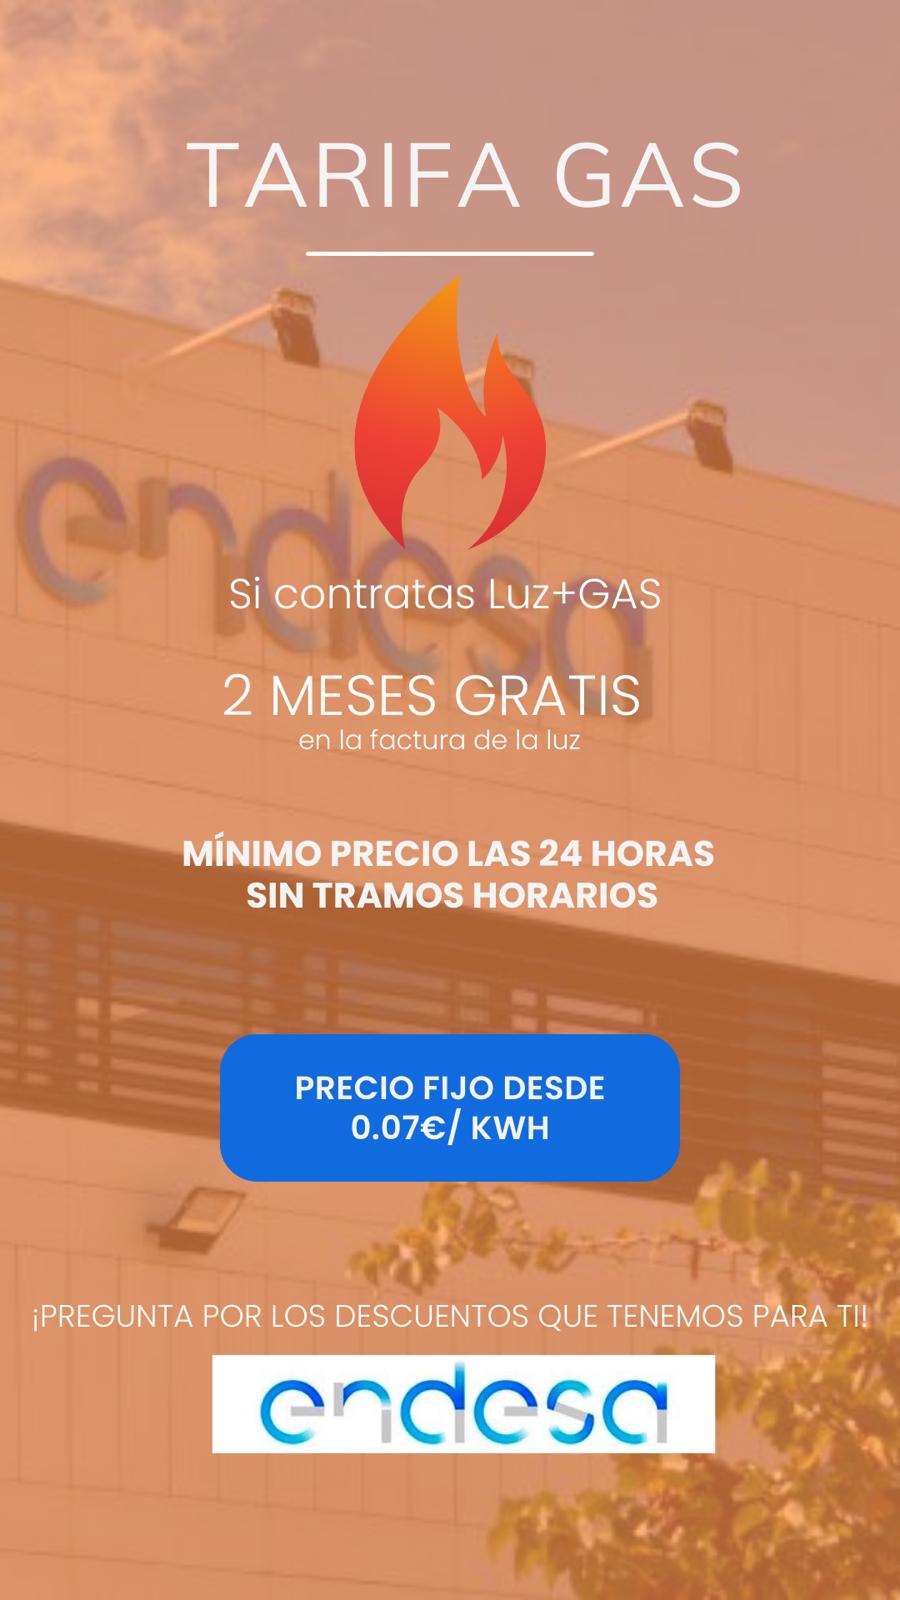 TARIFA GAS
endesa
Si contratas Luz+GAS
2 MESES GRATIS
en la factura de la luz
MÍNIMO PRECIO LAS 24 HORAS
SIN TRAMOS HORARIOS
PRECIO FIJO DESDE
0.07€/ KWH
¡PREGUNTA POR LOS DESCUENTOS QUE TENEMOS PARA TI!
endesa